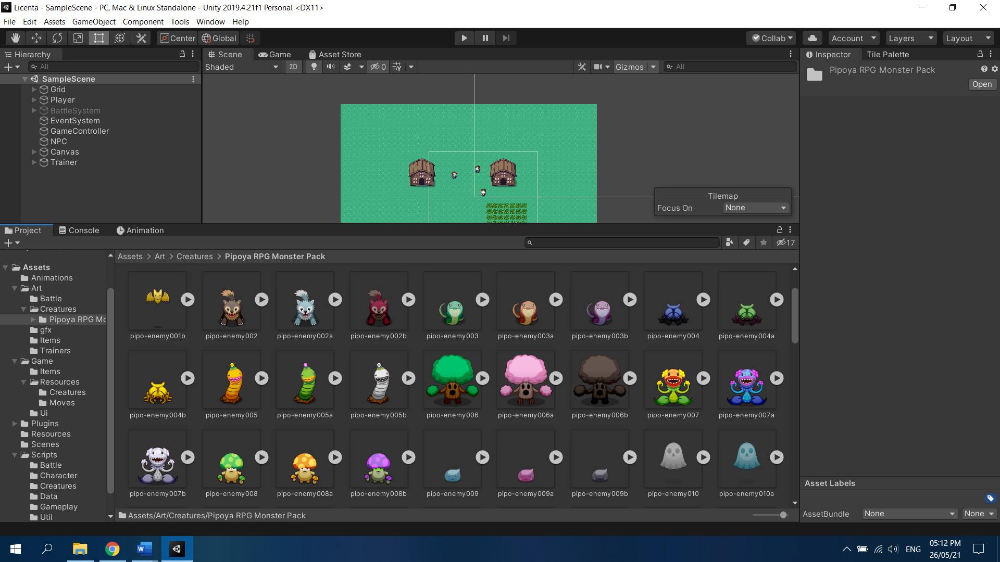 Licenta - SampleScene - PC, Mac & Linux Standalone - Unity 2019.4.21f1 Personal <DX11>
File Edit Assets GameObject Component Tools Window Help
Center Global Collab Account Layers Layout
Hierarchy
All
SampleScene
Grid
Player
BattleSystem
EventSystem
GameController
NPC
Canvas
Trainer
Scene Game Asset Store
Shaded 2D 0 Gizmos All
Tilemap
Focus On None
Inspector Tile Palette
Pipoya RPG Monster Pack
Open
Project Console Animation
17
Assets
Animations
Art
Battle
Creatures
Pipoya RPG Mo
gfx
Items
Trainers
Game
Items
Resources
Creatures
Moves
Ui
Plugins
Resources
Scenes
Scripts
Battle
Character
Creatures
Data
Gameplay
Util
Assets > Art > Creatures > Pipoya RPG Monster Pack
pipo-enemy001b pipo-enemy002 pipo-enemy002a pipo-enemy002b pipo-enemy003 pipo-enemy003a pipo-enemy003b pipo-enemy004 pipo-enemy004a
pipo-enemy004b pipo-enemy005 pipo-enemy005a pipo-enemy005b pipo-enemy006 pipo-enemy006a pipo-enemy006b pipo-enemy007 pipo-enemy007a
pipo-enemy007b pipo-enemy008 pipo-enemy008a pipo-enemy008b pipo-enemy009 pipo-enemy009a pipo-enemy009b pipo-enemy010 pipo-enemy010a
Assets/Art/Creatures/Pipoya RPG Monster Pack
Asset Labels
AssetBundle None None
W
ENG
05:12 PM
26/05/21